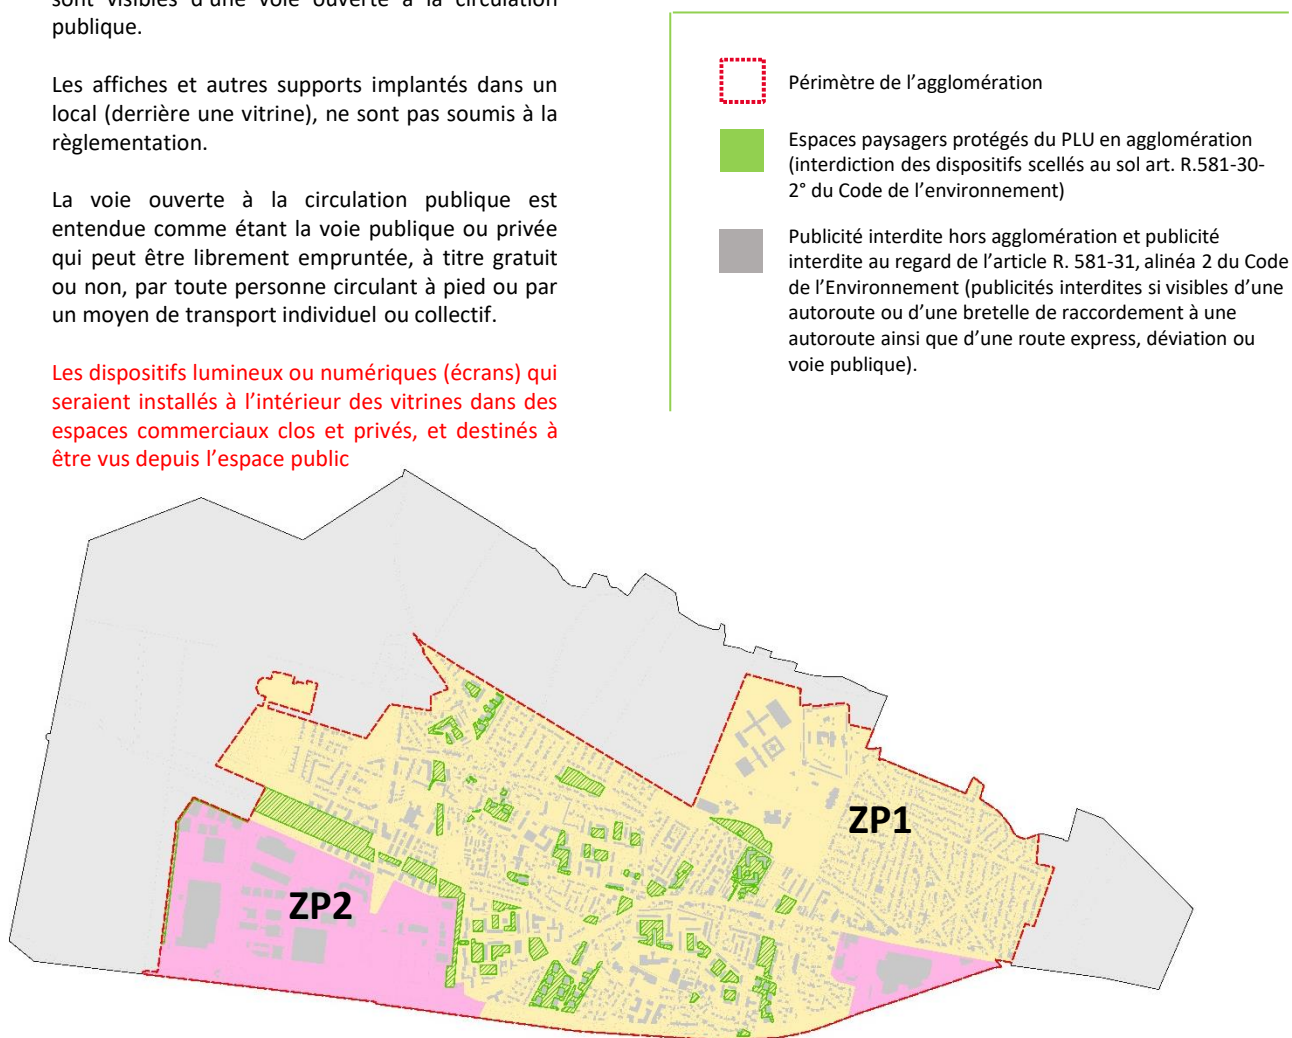 sont visibles d'une voie ouverte à la circulation
publique.
Les affiches et autres supports implantés dans un
local (derrière une vitrine), ne sont pas soumis à la
règlementation.
La voie ouverte à la circulation publique est
entendue comme étant la voie publique ou privée
qui peut être librement empruntée, à titre gratuit
ou non, par toute personne circulant à pied ou par
un moyen de transport individuel ou collectif.
Les dispositifs lumineux ou numériques (écrans) qui
seraient installés à l'intérieur des vitrines dans des
espaces commerciaux clos et privés, et destinés à
être vus depuis l'espace public
Périmètre de l'agglomération
Espaces paysagers protégés du PLU en agglomération
(interdiction des dispositifs scellés au sol art. R.581-30-
2° du Code de l'environnement)
Publicité interdite hors agglomération et publicité
interdite au regard de l'article R. 581-31, alinéa 2 du Code
de l'Environnement (publicités interdites si visibles d'une
autoroute ou d'une bretelle de raccordement à une
autoroute ainsi que d'une route express, déviation ou
voie publique).
ZP1
ZP2